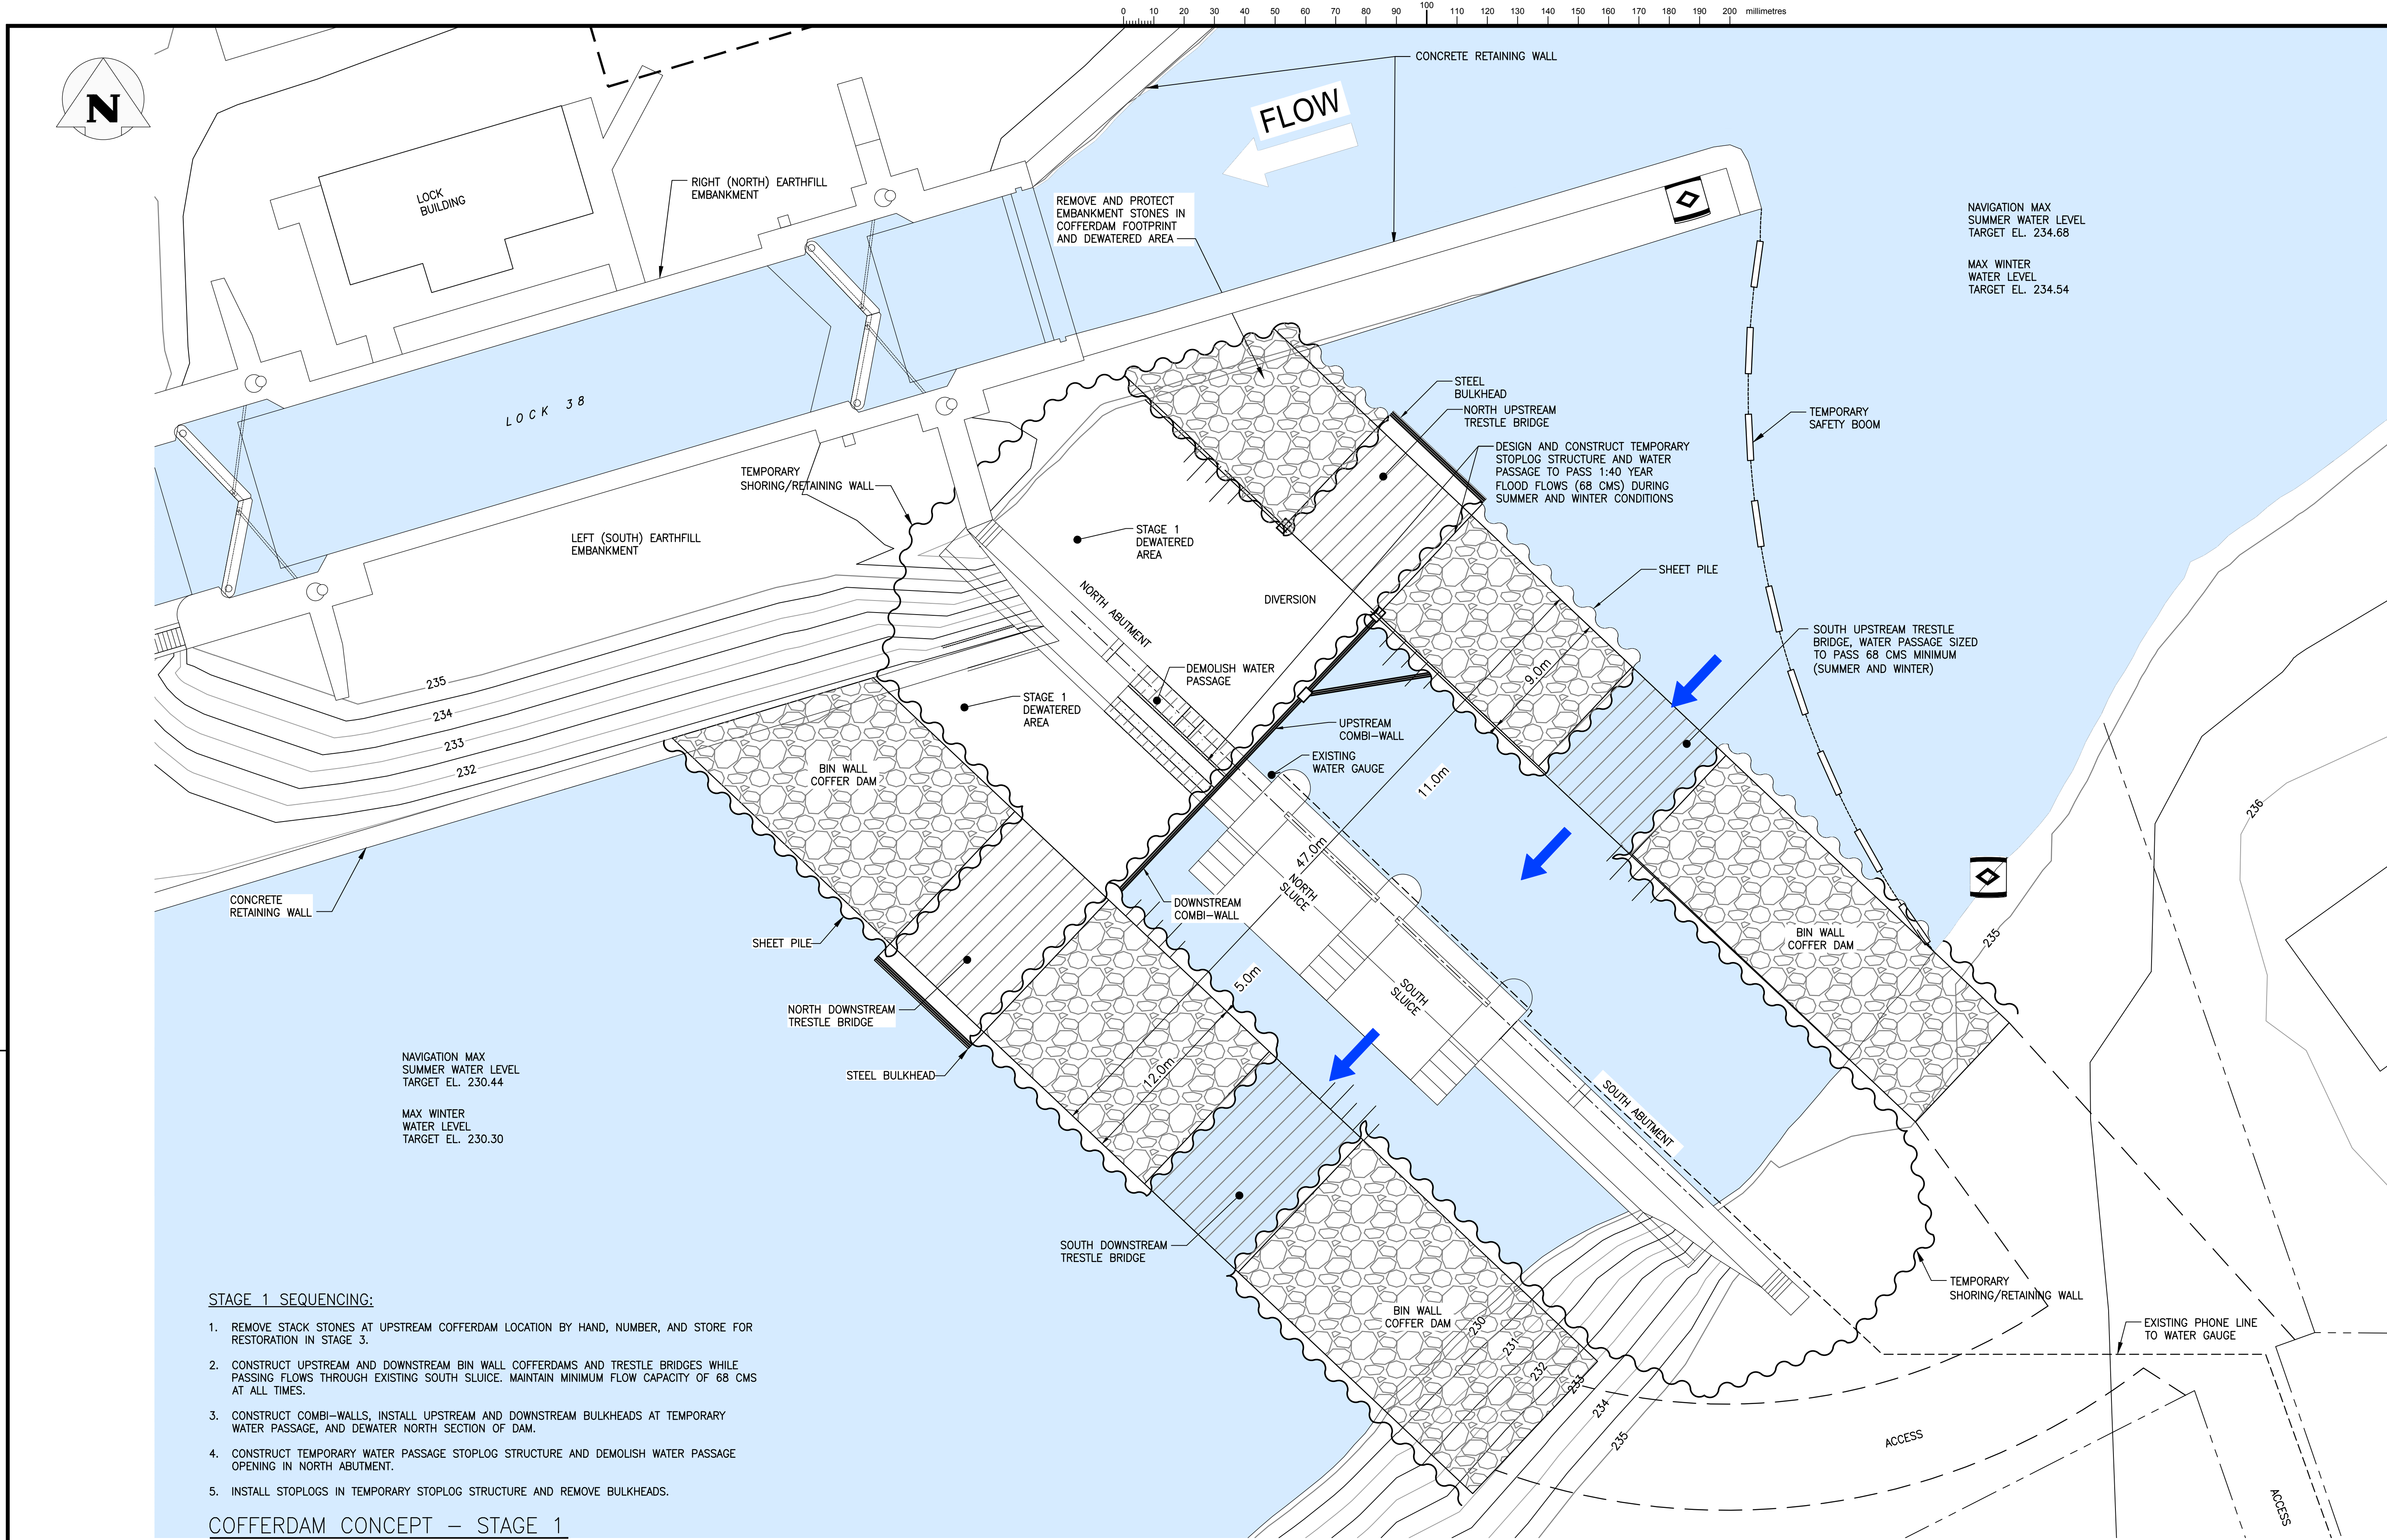 0 10 20 30 40 50 60 70 80 90 100 110 120 130 140 150 160 170 180 190 200 millimetres
N
CONCRETE RETAINING WALL
FLOW
RIGHT (NORTH) EARTHFILL
EMBANKMENT
LOCK
BUILDING
REMOVE AND PROTECT
EMBANKMENT STONES IN
COFFERDAM FOOTPRINT
AND DEWATERED AREA
NAVIGATION MAX
SUMMER WATER LEVEL
TARGET EL. 234.68
MAX WINTER
WATER LEVEL
TARGET EL. 234.54
LOCK 38
STEEL
BULKHEAD
NORTH UPSTREAM
TRESTLE BRIDGE
TEMPORARY
SAFETY BOOM
DESIGN AND CONSTRUCT TEMPORARY
STOPLOG STRUCTURE AND WATER
PASSAGE TO PASS 1:40 YEAR
FLOOD FLOWS (68 CMS) DURING
SUMMER AND WINTER CONDITIONS
TEMPORARY
SHORING/RETAINING WALL
LEFT (SOUTH) EARTHFILL
EMBANKMENT
STAGE 1
DEWATERED
AREA
SHEET PILE
NORTH ABUTMENT
DIVERSION
SOUTH UPSTREAM TRESTLE
BRIDGE, WATER PASSAGE SIZED
TO PASS 68 CMS MINIMUM
(SUMMER AND WINTER)
DEMOLISH WATER
PASSAGE
9.0m
235
234
233
232
STAGE 1
DEWATERED
AREA
UPSTREAM
COMBI-WALL
EXISTING
WATER GAUGE
11.0m
BIN WALL
COFFER DAM
236
47.0m
NORTH
SLUICE
CONCRETE
RETAINING WALL
DOWNSTREAM
COMBI-WALL
SHEET PILE
BIN WALL
COFFER DAM
235
5.0m
SOUTH
SLUICE
NORTH DOWNSTREAM
TRESTLE BRIDGE
NAVIGATION MAX
SUMMER WATER LEVEL
TARGET EL. 230.44
MAX WINTER
WATER LEVEL
TARGET EL. 230.30
STEEL BULKHEAD
12.0m
SOUTH ABUTMENT
SOUTH DOWNSTREAM
TRESTLE BRIDGE
TEMPORARY
SHORING/RETAINING WALL
BIN WALL
COFFER DAM
230
231
232
233
234
235
EXISTING PHONE LINE
TO WATER GAUGE
ACCESS
ACCESS
STAGE 1 SEQUENCING:
1. REMOVE STACK STONES AT UPSTREAM COFFERDAM LOCATION BY HAND, NUMBER, AND STORE FOR
RESTORATION IN STAGE 3.
2. CONSTRUCT UPSTREAM AND DOWNSTREAM BIN WALL COFFERDAMS AND TRESTLE BRIDGES WHILE
PASSING FLOWS THROUGH EXISTING SOUTH SLUICE. MAINTAIN MINIMUM FLOW CAPACITY OF 68 CMS
AT ALL TIMES.
3. CONSTRUCT COMBI-WALLS, INSTALL UPSTREAM AND DOWNSTREAM BULKHEADS AT TEMPORARY
WATER PASSAGE, AND DEWATER NORTH SECTION OF DAM.
4. CONSTRUCT TEMPORARY WATER PASSAGE STOPLOG STRUCTURE AND DEMOLISH WATER PASSAGE
OPENING IN NORTH ABUTMENT.
5. INSTALL STOPLOGS IN TEMPORARY STOPLOG STRUCTURE AND REMOVE BULKHEADS.
COFFERDAM CONCEPT - STAGE 1